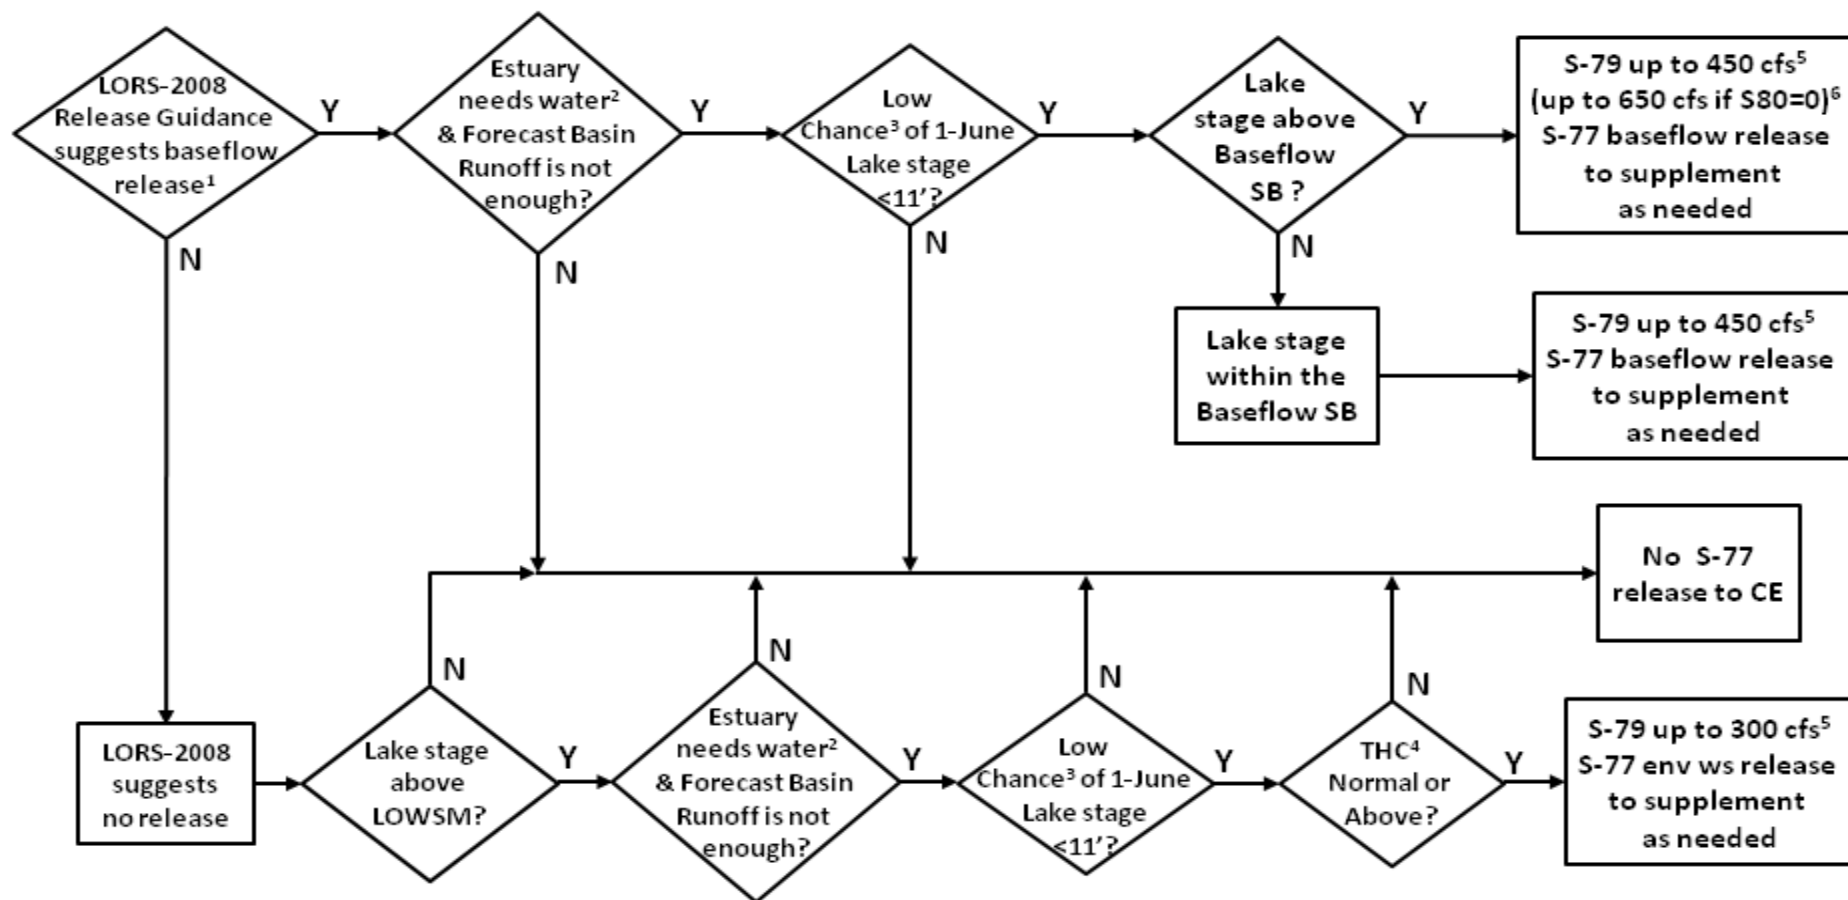 LORS-2008
Release Guidance
suggests baseflow
release¹
Y
N
Estuary
needs water²
& Forecast Basin
Runoff is not
enough?
Y
N
Low
Chance³ of 1-June
Lake stage
<11’?
Y
N
Lake
stage above
Baseflow
SB ?
Y
N
S-79 up to 450 cfs⁵
(up to 650 cfs if S80=0)⁶
S-77 baseflow release
to supplement
as needed
Lake stage
within the
Baseflow SB
S-79 up to 450 cfs⁵
S-77 baseflow release
to supplement
as needed
No S-77
release to CE
LORS-2008
suggests
no release
N
Lake stage
above
LOWSM?
Y
N
Estuary
needs water²
& Forecast Basin
Runoff is not
enough?
Y
N
Low
Chance³ of 1-June
Lake stage
<11’?
Y
N
THC⁴
Normal or
Above?
Y
S-79 up to 300 cfs⁵
S-77 env ws release
to supplement
as needed